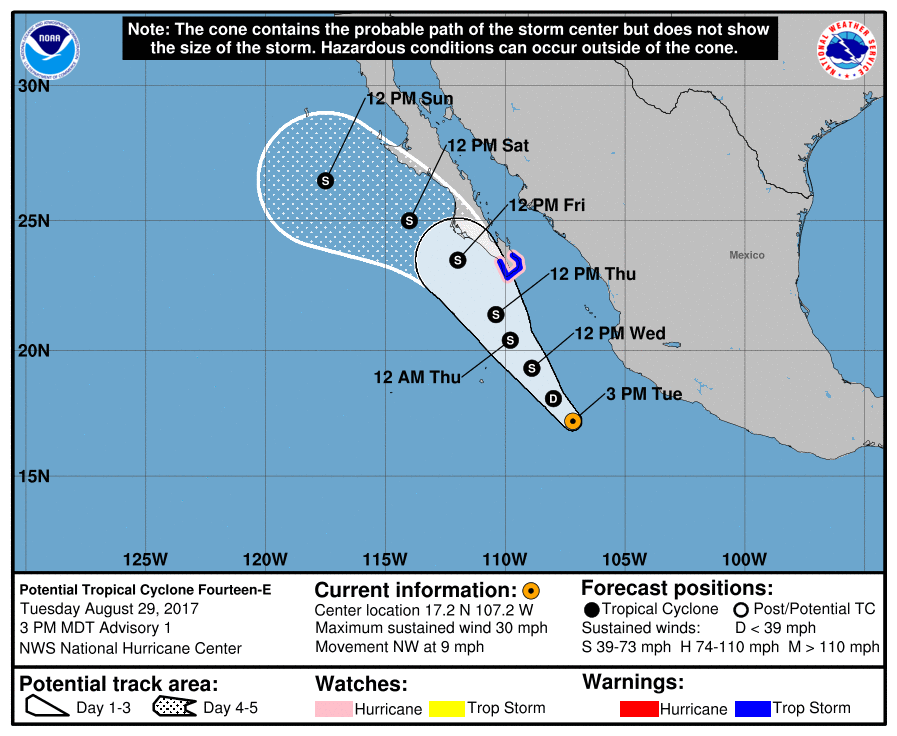 Note: The cone contains the probable path of the storm center but does not show
the size of the storm. Hazardous conditions can occur outside of the cone.
NOAA
NATIONAL WEATHER SERVICE
30N
12 PM Sun
12 PM Sat
25N
12 PM Fri
Mexico
12 PM Thu
S
S
S
S
12 PM Wed
20N
S
12 AM Thu
S
3 PM Tue
D
15N
125W
120W
115W
110W
105W
100W
Potential Tropical Cyclone Fourteen-E
Tuesday August 29, 2017
3 PM MDT Advisory 1
NWS National Hurricane Center
Current information:
Center location 17.2 N 107.2 W
Maximum sustained wind 30 mph
Movement NW at 9 mph
Forecast positions:
Tropical Cyclone
Post/Potential TC
Sustained winds:
D < 39 mph
S 39-73 mph H 74-110 mph M > 110 mph
Potential track area:
Day 1-3
Day 4-5
Watches:
Hurricane
Trop Storm
Warnings:
Hurricane
Trop Storm